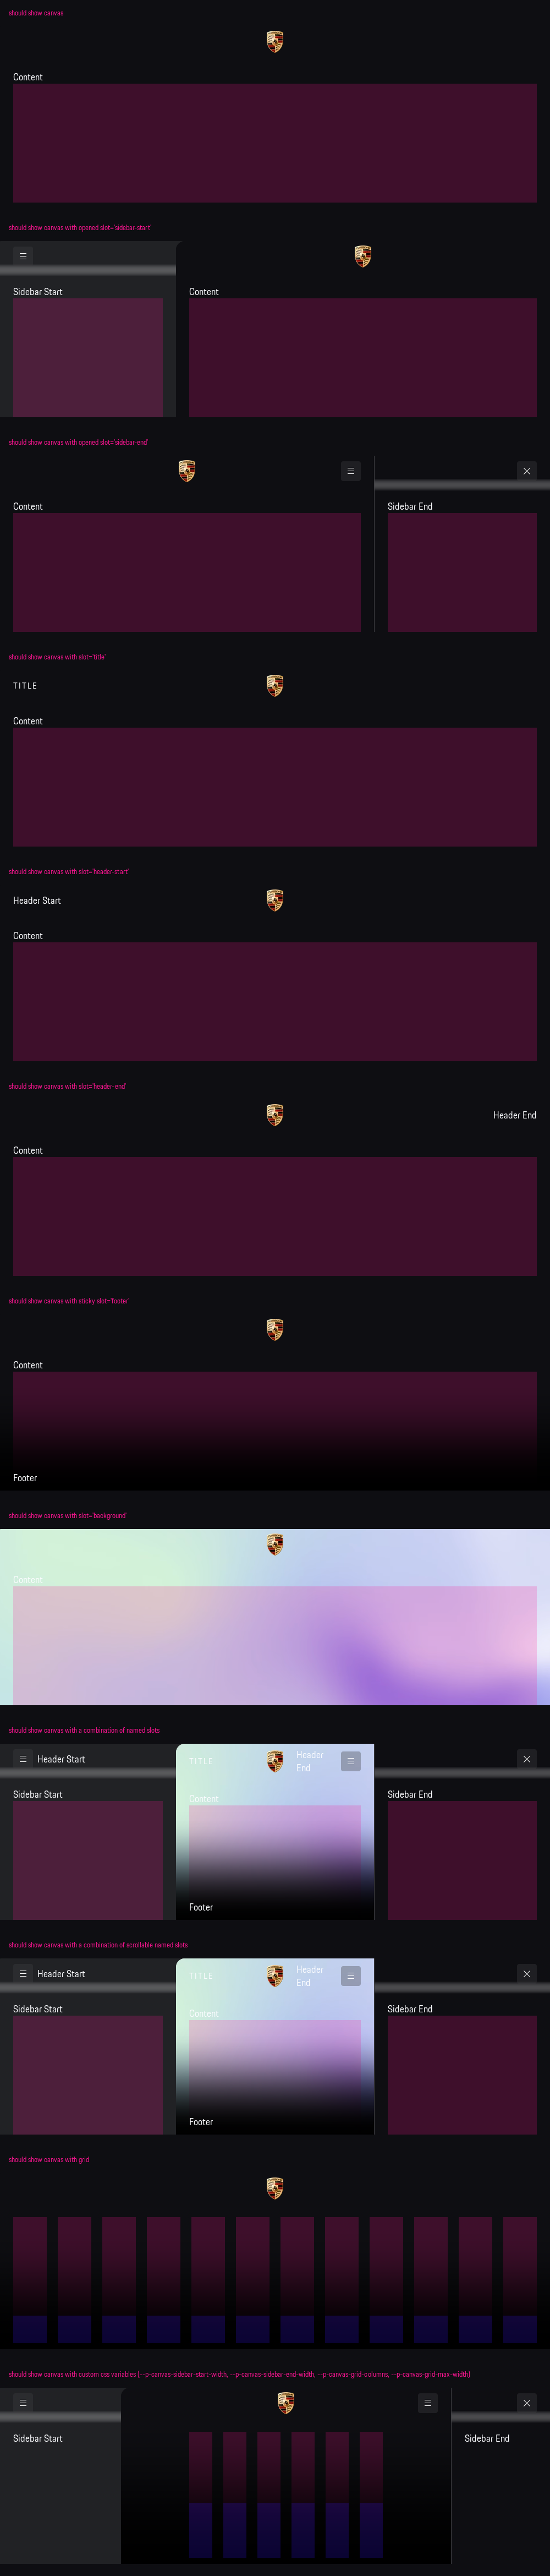 should show canvas
Content
should show canvas with opened slot='sidebar-start'
Sidebar Start
Content
should show canvas with opened slot='sidebar-end'
Content
Sidebar End
should show canvas with slot='title'
TITLE
Content
should show canvas with slot='header-start'
Header Start
Content
should show canvas with slot='header-end'
Header End
Content
should show canvas with sticky slot='footer'
Content
Footer
should show canvas with slot='background'
Content
should show canvas with a combination of named slots
Header Start
TITLE
Header
End
Sidebar Start
Content
Sidebar End
Footer
should show canvas with a combination of scrollable named slots
Header Start
TITLE
Header
End
Sidebar Start
Content
Sidebar End
Footer
should show canvas with grid
should show canvas with custom css variables (--p-canvas-sidebar-start-width, --p-canvas-sidebar-end-width, --p-canvas-grid-columns, --p-canvas-grid-max-width)
Sidebar Start
Sidebar End